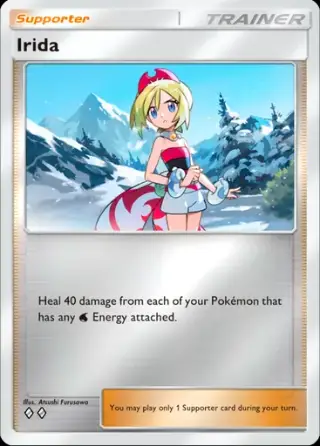 Supporter
TRAINER
Irida
Heal 40 damage from each of your Pokémon that
has any Energy attached.
Illus. Atsushi Furusawa
You may play only 1 Supporter card during your turn.